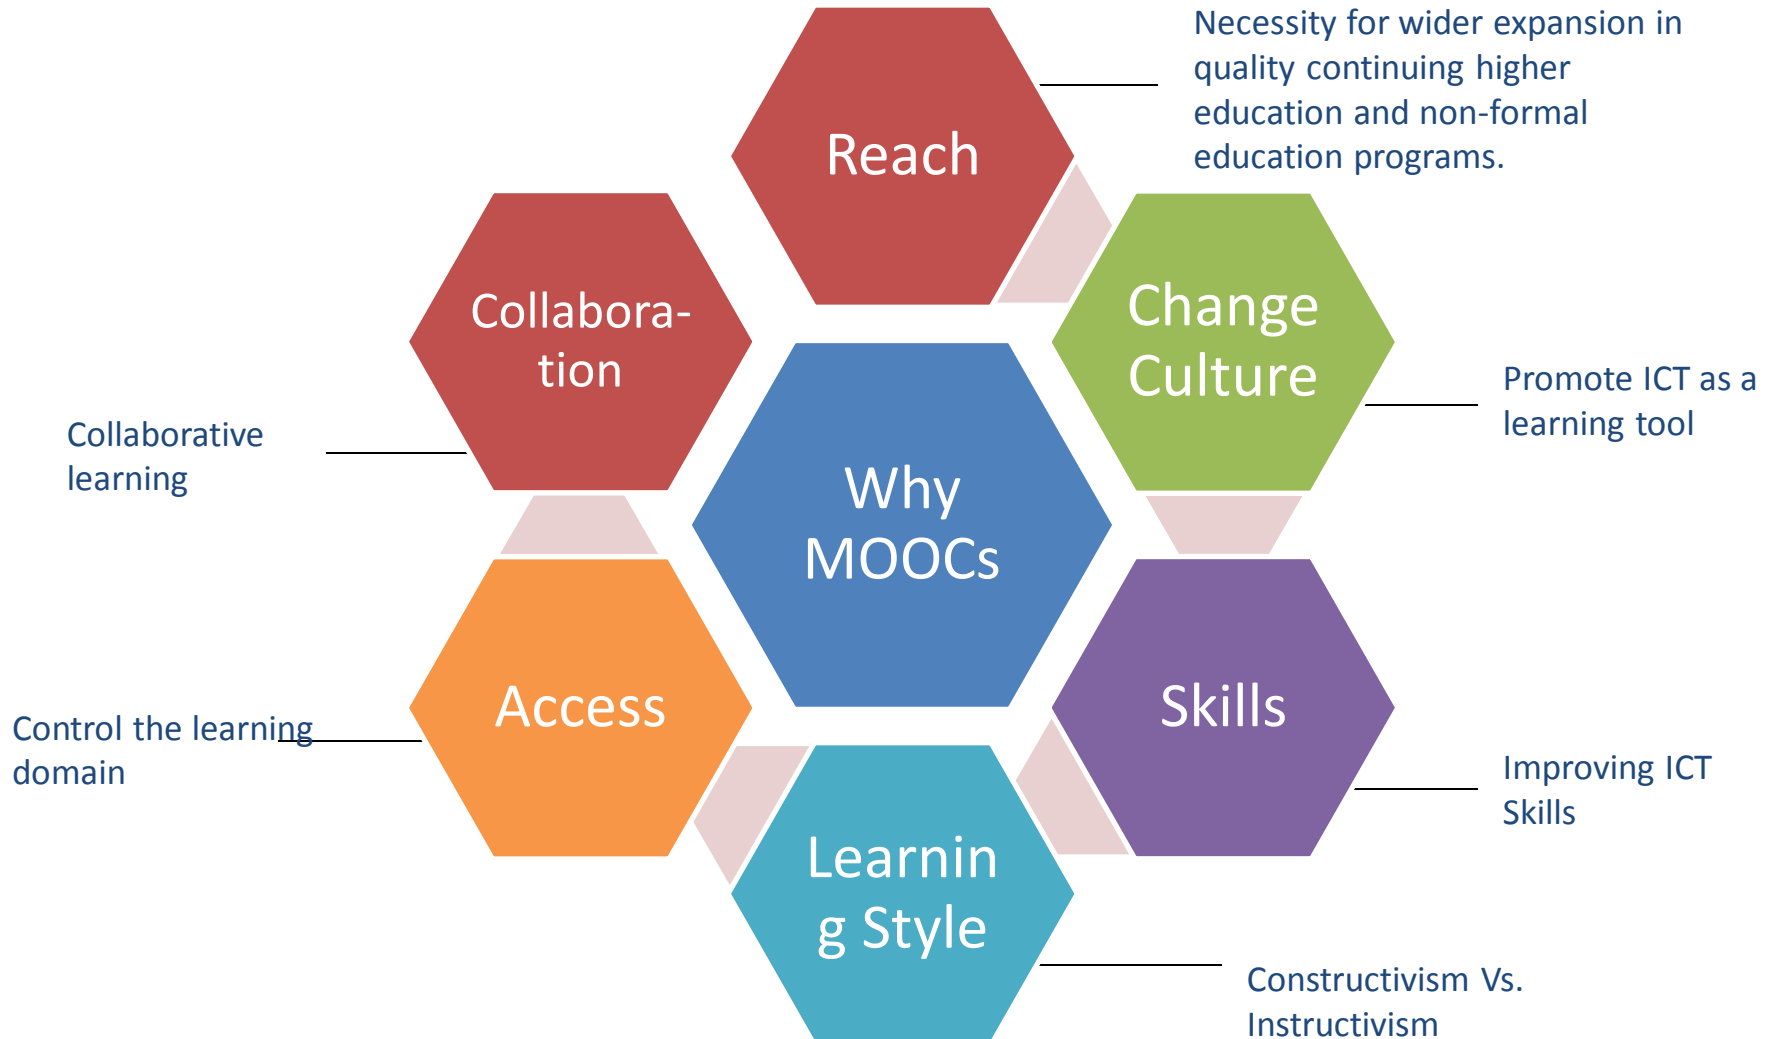 Necessity for wider expansion in
quality continuing higher
education and non-formal
education programs.
Reach
Change
Culture
Promote ICT as a
learning tool
Collabora-
tion
Collaborative
learning
Why
MOOCs
Access
Control the learning
domain
Skills
Improving ICT
Skills
Learnin
g Style
Constructivism Vs.
Instructivism